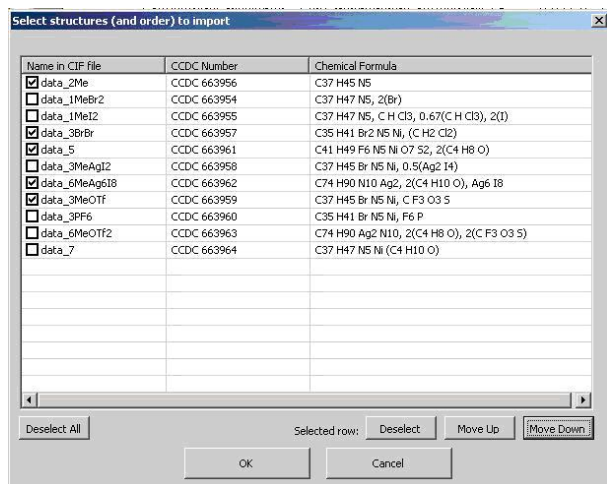 Select structures (and order) to import
Name in CIF file CCDC Number Chemical Formula
data_2Me CCDC 663956 C37 H45 N5
data_1MeBr2 CCDC 663954 C37 H47 N5, 2(Br)
data_1MeI2 CCDC 663955 C37 H47 N5, C H Cl3, 0.67(C H Cl3), 2(I)
data_3BrBr CCDC 663957 C35 H41 Br2 N5 Ni, (C H2 Cl2)
data_5 CCDC 663961 C41 H49 F6 N5 Ni O7 S2, 2(C4 H8 O)
data_3MeAgI2 CCDC 663958 C37 H45 Br N5 Ni, 0.5(Ag2 I4)
data_6MeAg6I8 CCDC 663962 C74 H90 N10 Ag2, 2(C4 H10 O), Ag6 I8
data_3MeOTf CCDC 663959 C37 H45 Br N5 Ni, C F3 O3 S
data_3PF6 CCDC 663960 C35 H41 Br N5 Ni, F6 P
data_6MeOTf2 CCDC 663963 C74 H90 Ag2 N10, 2(C4 H8 O), 2(C F3 O3 S)
data_7 CCDC 663964 C37 H47 N5 Ni (C4 H10 O)
Deselect All Selected row: Deselect Move Up Move Down
OK Cancel